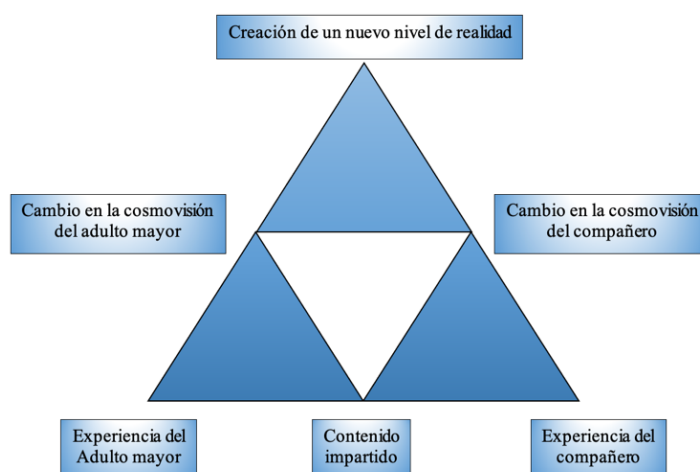 Creación de un nuevo nivel de realidad
Cambio en la cosmovisión
del adulto mayor
Cambio en la cosmovisión
del compañero
Experiencia del
Adulto mayor
Contenido
impartido
Experiencia del
compañero